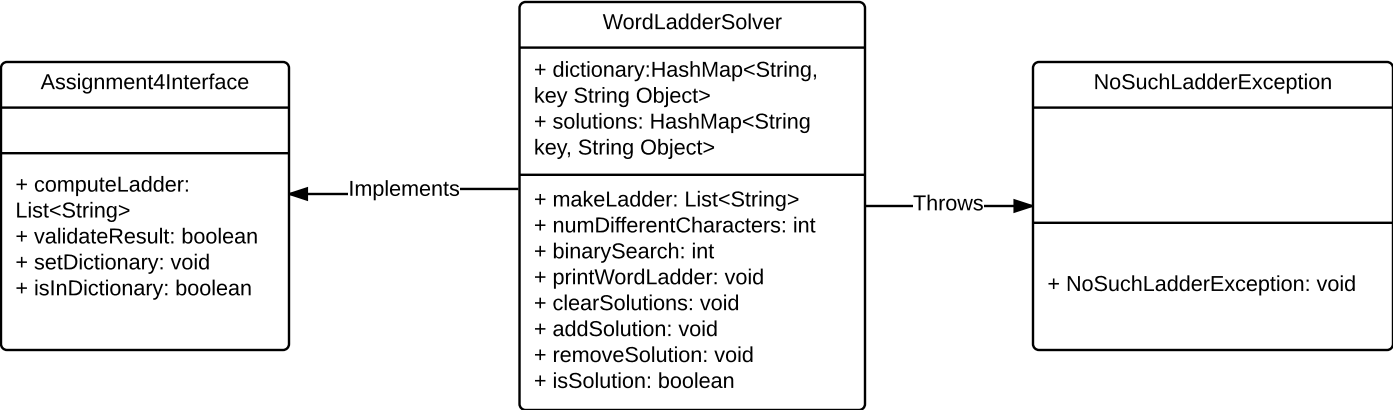 Assignment4Interface
+ computeLadder:
List<String>
+ validateResult: boolean
+ setDictionary: void
+ isInDictionary: boolean
Implements
WordLadderSolver
+ dictionary:HashMap<String,
key String Object>
+ solutions: HashMap<String
key, String Object>
+ makeLadder: List<String>
+ numDifferentCharacters: int
+ binarySearch: int
+ printWordLadder: void
+ clearSolutions: void
+ addSolution: void
+ removeSolution: void
+ isSolution: boolean
Throws
NoSuchLadderException
+ NoSuchLadderException: void